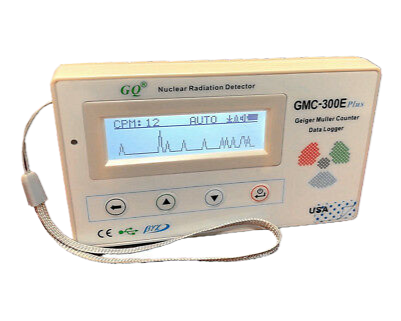 GQ® Nuclear Radiation Detector
CPM:12 AUTO
GMC-300E Plus
Geiger Muller Counter
Data Logger
CE
USA